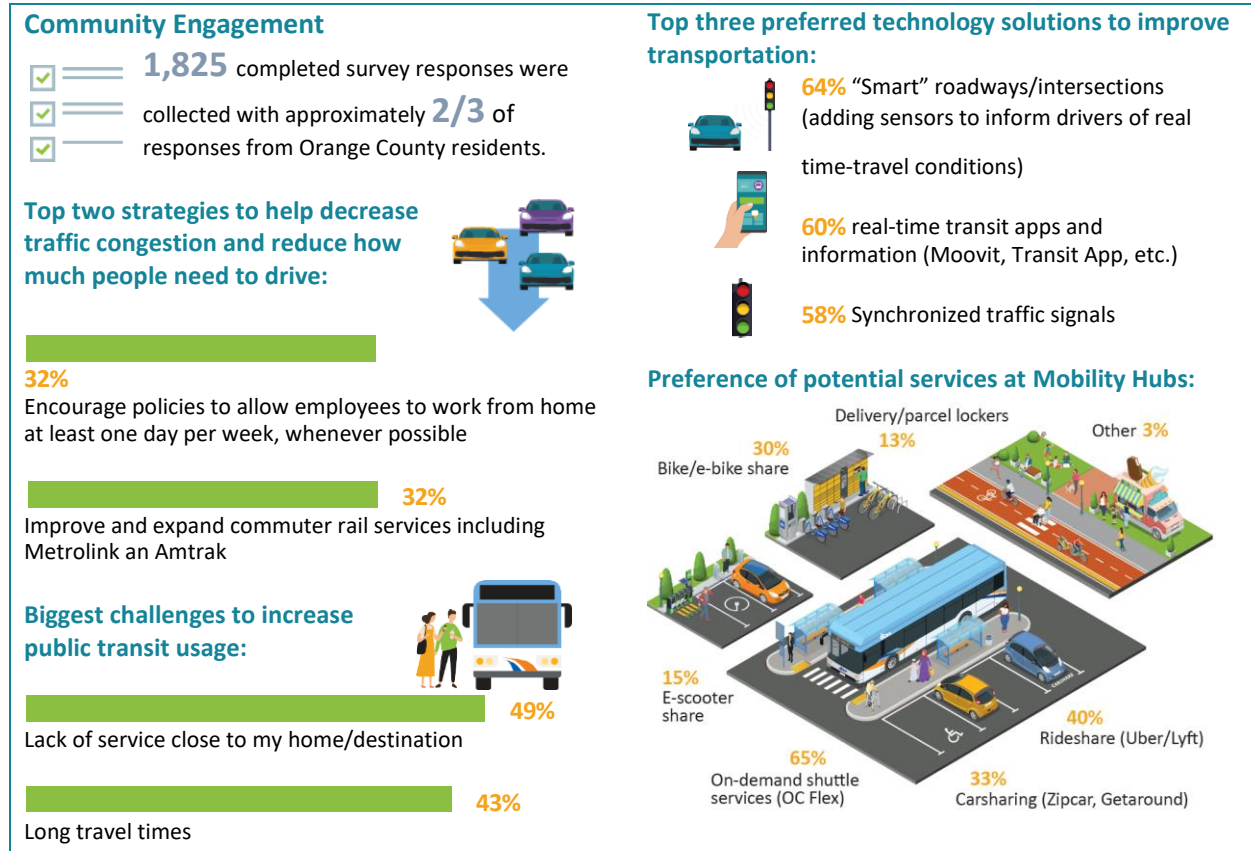 Community Engagement
1,825 completed survey responses were
collected with approximately 2/3 of
responses from Orange County residents.
Top two strategies to help decrease
traffic congestion and reduce how
much people need to drive:
32%
Encourage policies to allow employees to work from home
at least one day per week, whenever possible
32%
Improve and expand commuter rail services including
Metrolink an Amtrak
Biggest challenges to increase
public transit usage:
49%
Lack of service close to my home/destination
43%
Long travel times
Top three preferred technology solutions to improve
transportation:
64% “Smart” roadways/intersections
(adding sensors to inform drivers of real
time-travel conditions)
60% real-time transit apps and
information (Moovit, Transit App, etc.)
58% Synchronized traffic signals
Preference of potential services at Mobility Hubs:
Delivery/parcel lockers
13%
Other 3%
30%
Bike/e-bike share
15%
E-scooter
share
CARSHARE
40%
Rideshare (Uber/Lyft)
65%
On-demand shuttle
services (OC Flex)
33%
Carsharing (Zipcar, Getaround)